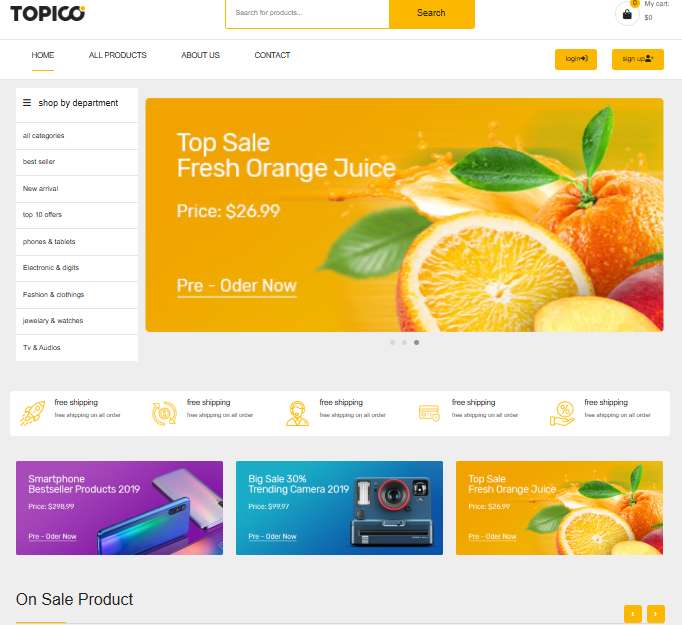 TOPICO
Search for products...
Search
0
My cart:
$0
HOME
ALL PRODUCTS
ABOUT US
CONTACT
login
sign up
shop by department
all categories
best seller
New arrival
top 10 offers
phones & tablets
Electronic & digits
Fashion & clothings
jewelary & watches
Tv & Audios
Top Sale
Fresh Orange Juice
Price: $26.99
Pre - Oder Now
free shipping
free shipping on all order
free shipping
free shipping on all order
free shipping
free shipping on all order
free shipping
free shipping on all order
free shipping
free shipping on all order
Smartphone
Bestseller Products 2019
Price: $298.99
Pre - Oder Now
Big Sale 30%
Trending Camera 2019
Price: $99.97
Pre - Oder Now
Top Sale
Fresh Orange Juice
Price: $26.99
Pre - Oder Now
On Sale Product